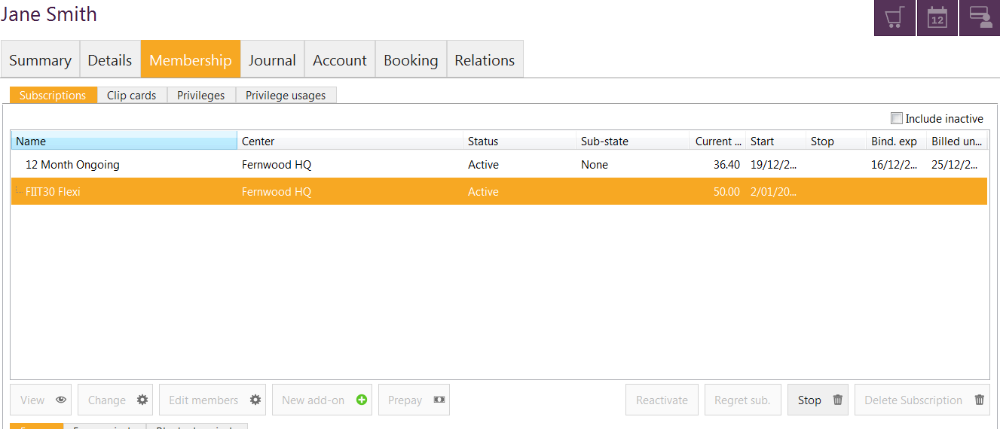 Jane Smith
12
Summary Details Membership Journal Account Booking Relations
Subscriptions Clip cards Privileges Privilege usages
Include inactive
Name Center Status Sub-state Current ... Start Stop Bind. exp Billed un...
12 Month Ongoing Fernwood HQ Active None 36.40 19/12/2... 16/12/2... 25/12/2...
FIIT30 Flexi Fernwood HQ Active 50.00 2/01/20...
View Change Edit members New add-on Prepay Reactivate Regret sub. Stop Delete Subscription